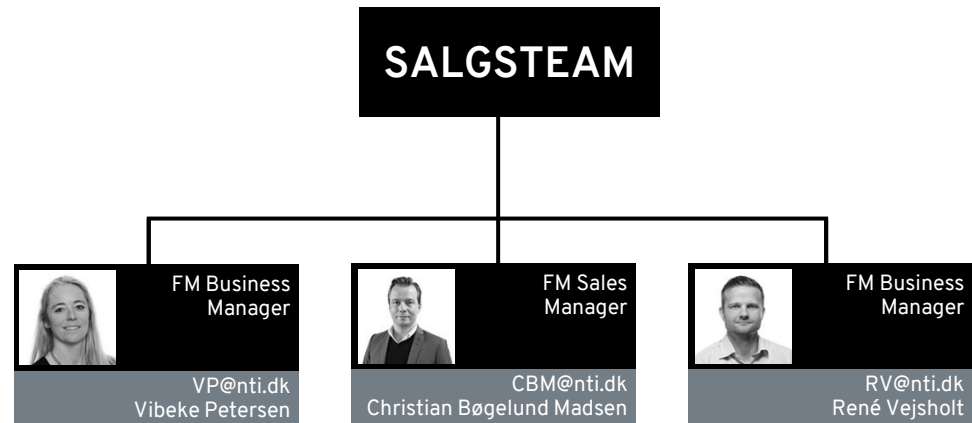 SALGSTEAM
FM Business
Manager
VP@nti.dk
Vibeke Petersen
FM Sales
Manager
CBM@nti.dk
Christian Bøgelund Madsen
FM Business
Manager
RV@nti.dk
René Vejsholt